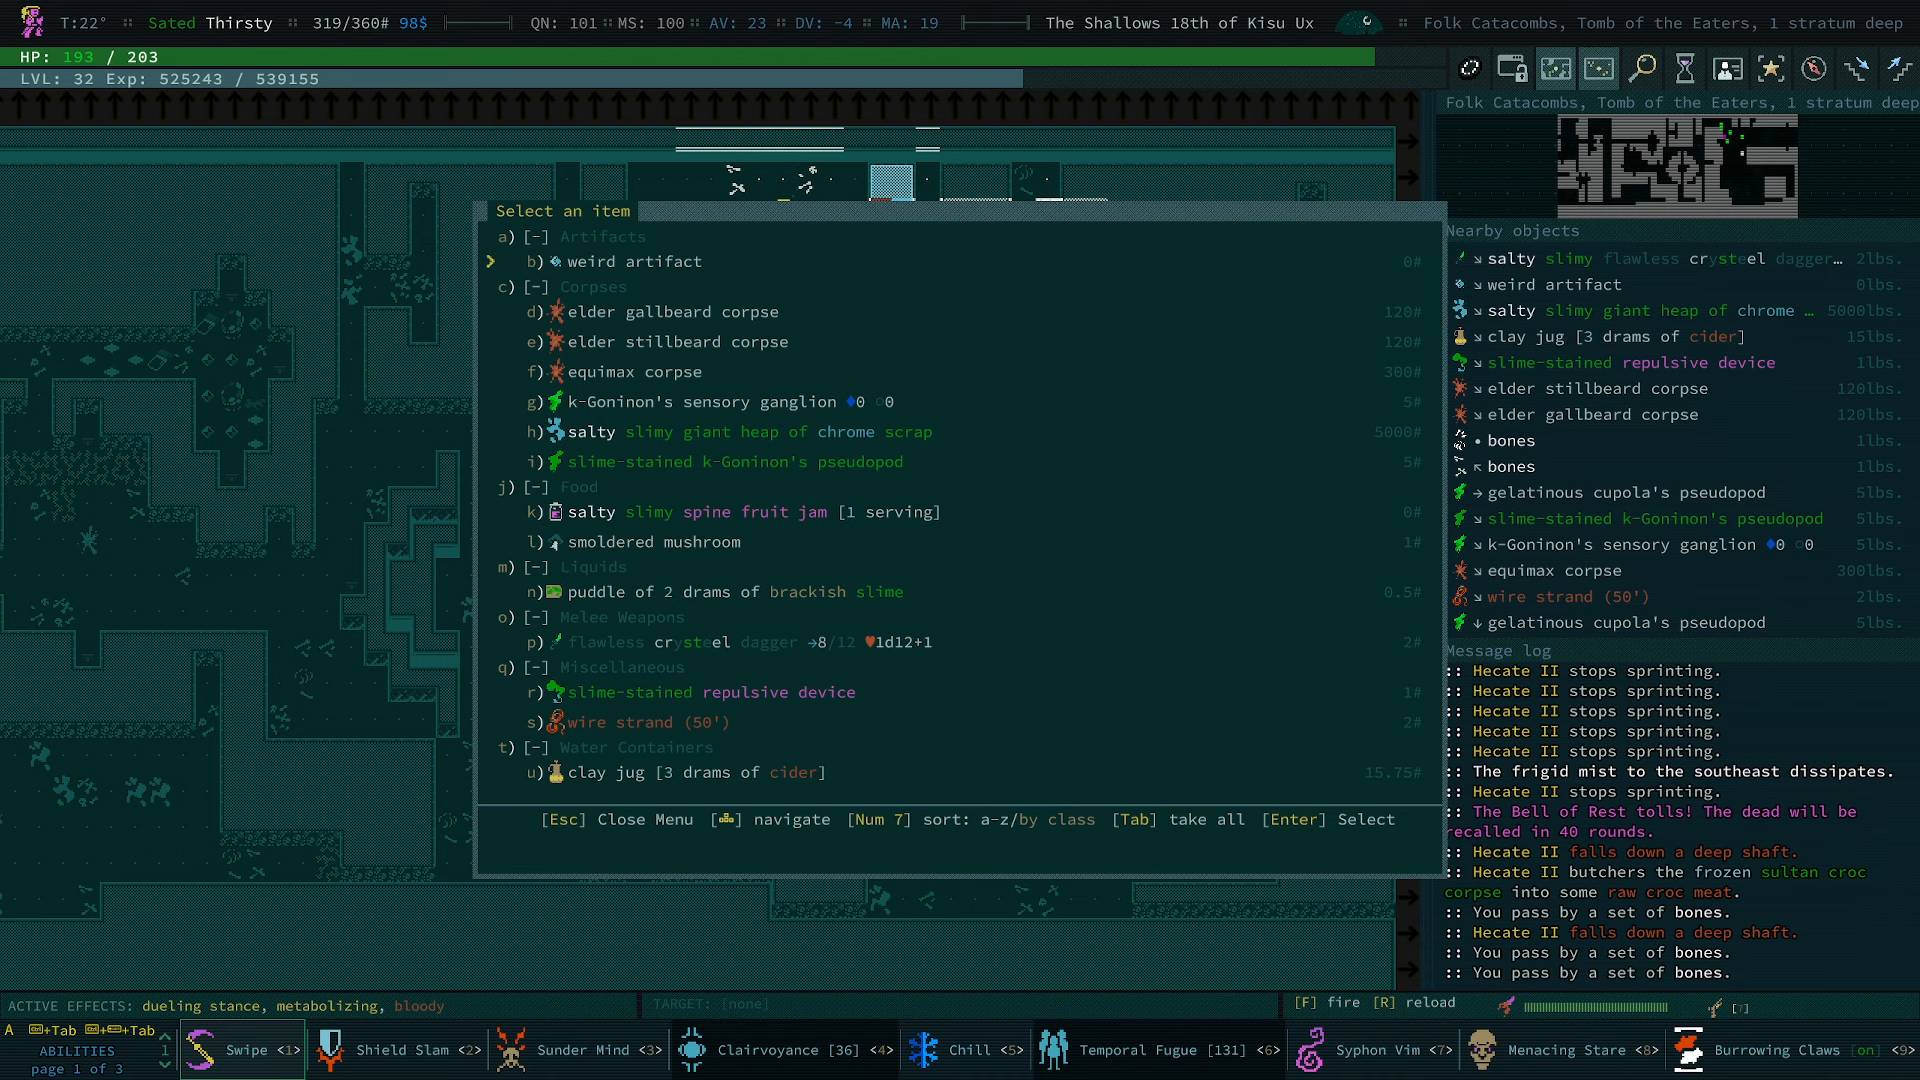 T:22° :: Sated Thirsty :: 319/360# 98$ QN: 101 :: MS: 100 :: AV: 23 :: DV: -4 :: MA: 19 The Shallows 18th of Kisu Ux :: Folk Catacombs, Tomb of the Eaters, 1 stratum deep
HP: 193 / 203
LVL: 32 Exp: 525243 / 539155
Folk Catacombs, Tomb of the Eaters, 1 stratum deep
Select an item
a) [-] Artifacts
b) weird artifact 0#
c) [-] Corpses
d) elder gallbeard corpse 120#
e) elder stillbeard corpse 120#
f) equimax corpse 300#
g) k-Goninon's sensory ganglion ♦0 ○0 5#
h) salty slimy giant heap of chrome scrap 5000#
i) slime-stained k-Goninon's pseudopod 5#
j) [-] Food
k) salty slimy spine fruit jam [1 serving] 0#
l) smoldered mushroom 1#
m) [-] Liquids
n) puddle of 2 drams of brackish slime 0.5#
o) [-] Melee Weapons
p) flawless crysteel dagger →8/12 ♥1d12+1 2#
q) [-] Miscellaneous
r) slime-stained repulsive device 1#
s) wire strand (50') 2#
t) [-] Water Containers
u) clay jug [3 drams of cider] 15.75#
[Esc] Close Menu navigate [Num 7] sort: a-z/by class [Tab] take all [Enter] Select
Nearby objects
↘ salty slimy flawless crysteel dagger… 2lbs.
↘ weird artifact 0lbs.
↘ salty slimy giant heap of chrome … 5000lbs.
↘ clay jug [3 drams of cider] 15lbs.
↘ slime-stained repulsive device 1lbs.
↘ elder stillbeard corpse 120lbs.
↘ elder gallbeard corpse 120lbs.
• bones 1lbs.
↖ bones 1lbs.
→ gelatinous cupola's pseudopod 5lbs.
↘ slime-stained k-Goninon's pseudopod 5lbs.
↘ k-Goninon's sensory ganglion ♦0 ○0 5lbs.
↘ equimax corpse 300lbs.
↘ wire strand (50') 2lbs.
↓ gelatinous cupola's pseudopod 5lbs.
Message log
:: Hecate II stops sprinting.
:: Hecate II stops sprinting.
:: Hecate II stops sprinting.
:: Hecate II stops sprinting.
:: Hecate II stops sprinting.
:: The frigid mist to the southeast dissipates.
:: Hecate II stops sprinting.
:: The Bell of Rest tolls! The dead will be
recalled in 40 rounds.
:: Hecate II falls down a deep shaft.
:: Hecate II butchers the frozen sultan croc
corpse into some raw croc meat.
:: You pass by a set of bones.
:: Hecate II falls down a deep shaft.
:: You pass by a set of bones.
:: You pass by a set of bones.
ACTIVE EFFECTS: dueling stance, metabolizing, bloody
TARGET: [none]
[F] fire [R] reload
[7]
A +Tab +Tab
ABILITIES 1
page 1 of 3
Swipe <1>
Shield Slam <2>
Sunder Mind <3>
Clairvoyance [36] <4>
Chill <5>
Temporal Fugue [131] <6>
Syphon Vim <7>
Menacing Stare <8>
Burrowing Claws [on] <9>